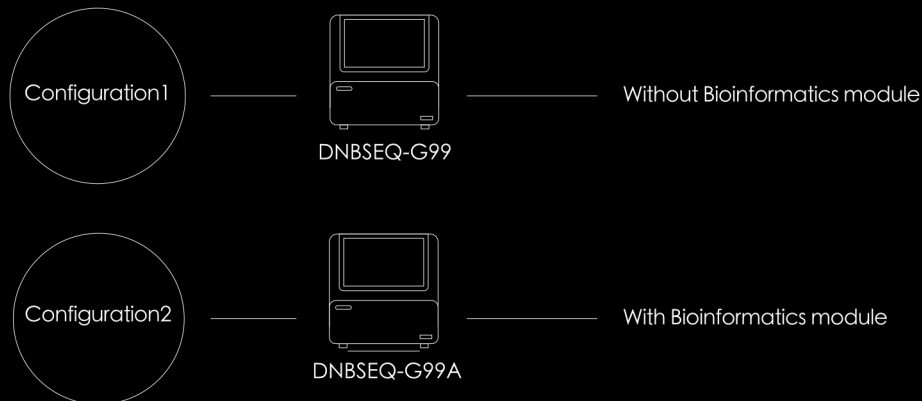 Configuration1
DNBSEQ-G99
Without Bioinformatics module
Configuration2
DNBSEQ-G99A
With Bioinformatics module